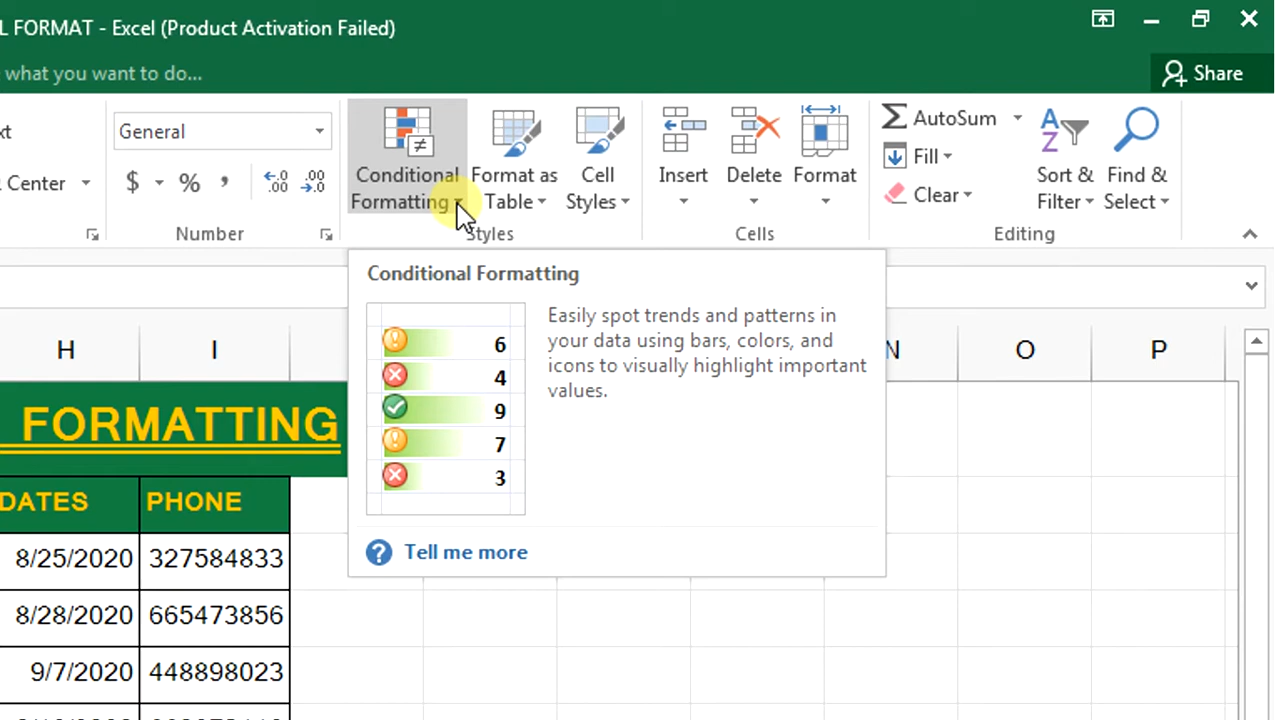 L FORMAT - Excel (Product Activation Failed)
what you want to do...
Share
xt
General
Conditional Formatting
Format as Table
Cell Styles
Insert
Delete
Format
AutoSum
Fill
Clear
Sort & Filter
Find & Select
Center
$ % , .00 .00
Number
Styles
Cells
Editing
Conditional Formatting
6
4
9
7
3
Easily spot trends and patterns in
your data using bars, colors, and
icons to visually highlight important
values.
Tell me more
H I N O P
FORMATTING
DATES PHONE
8/25/2020 327584833
8/28/2020 665473856
9/7/2020 448898023